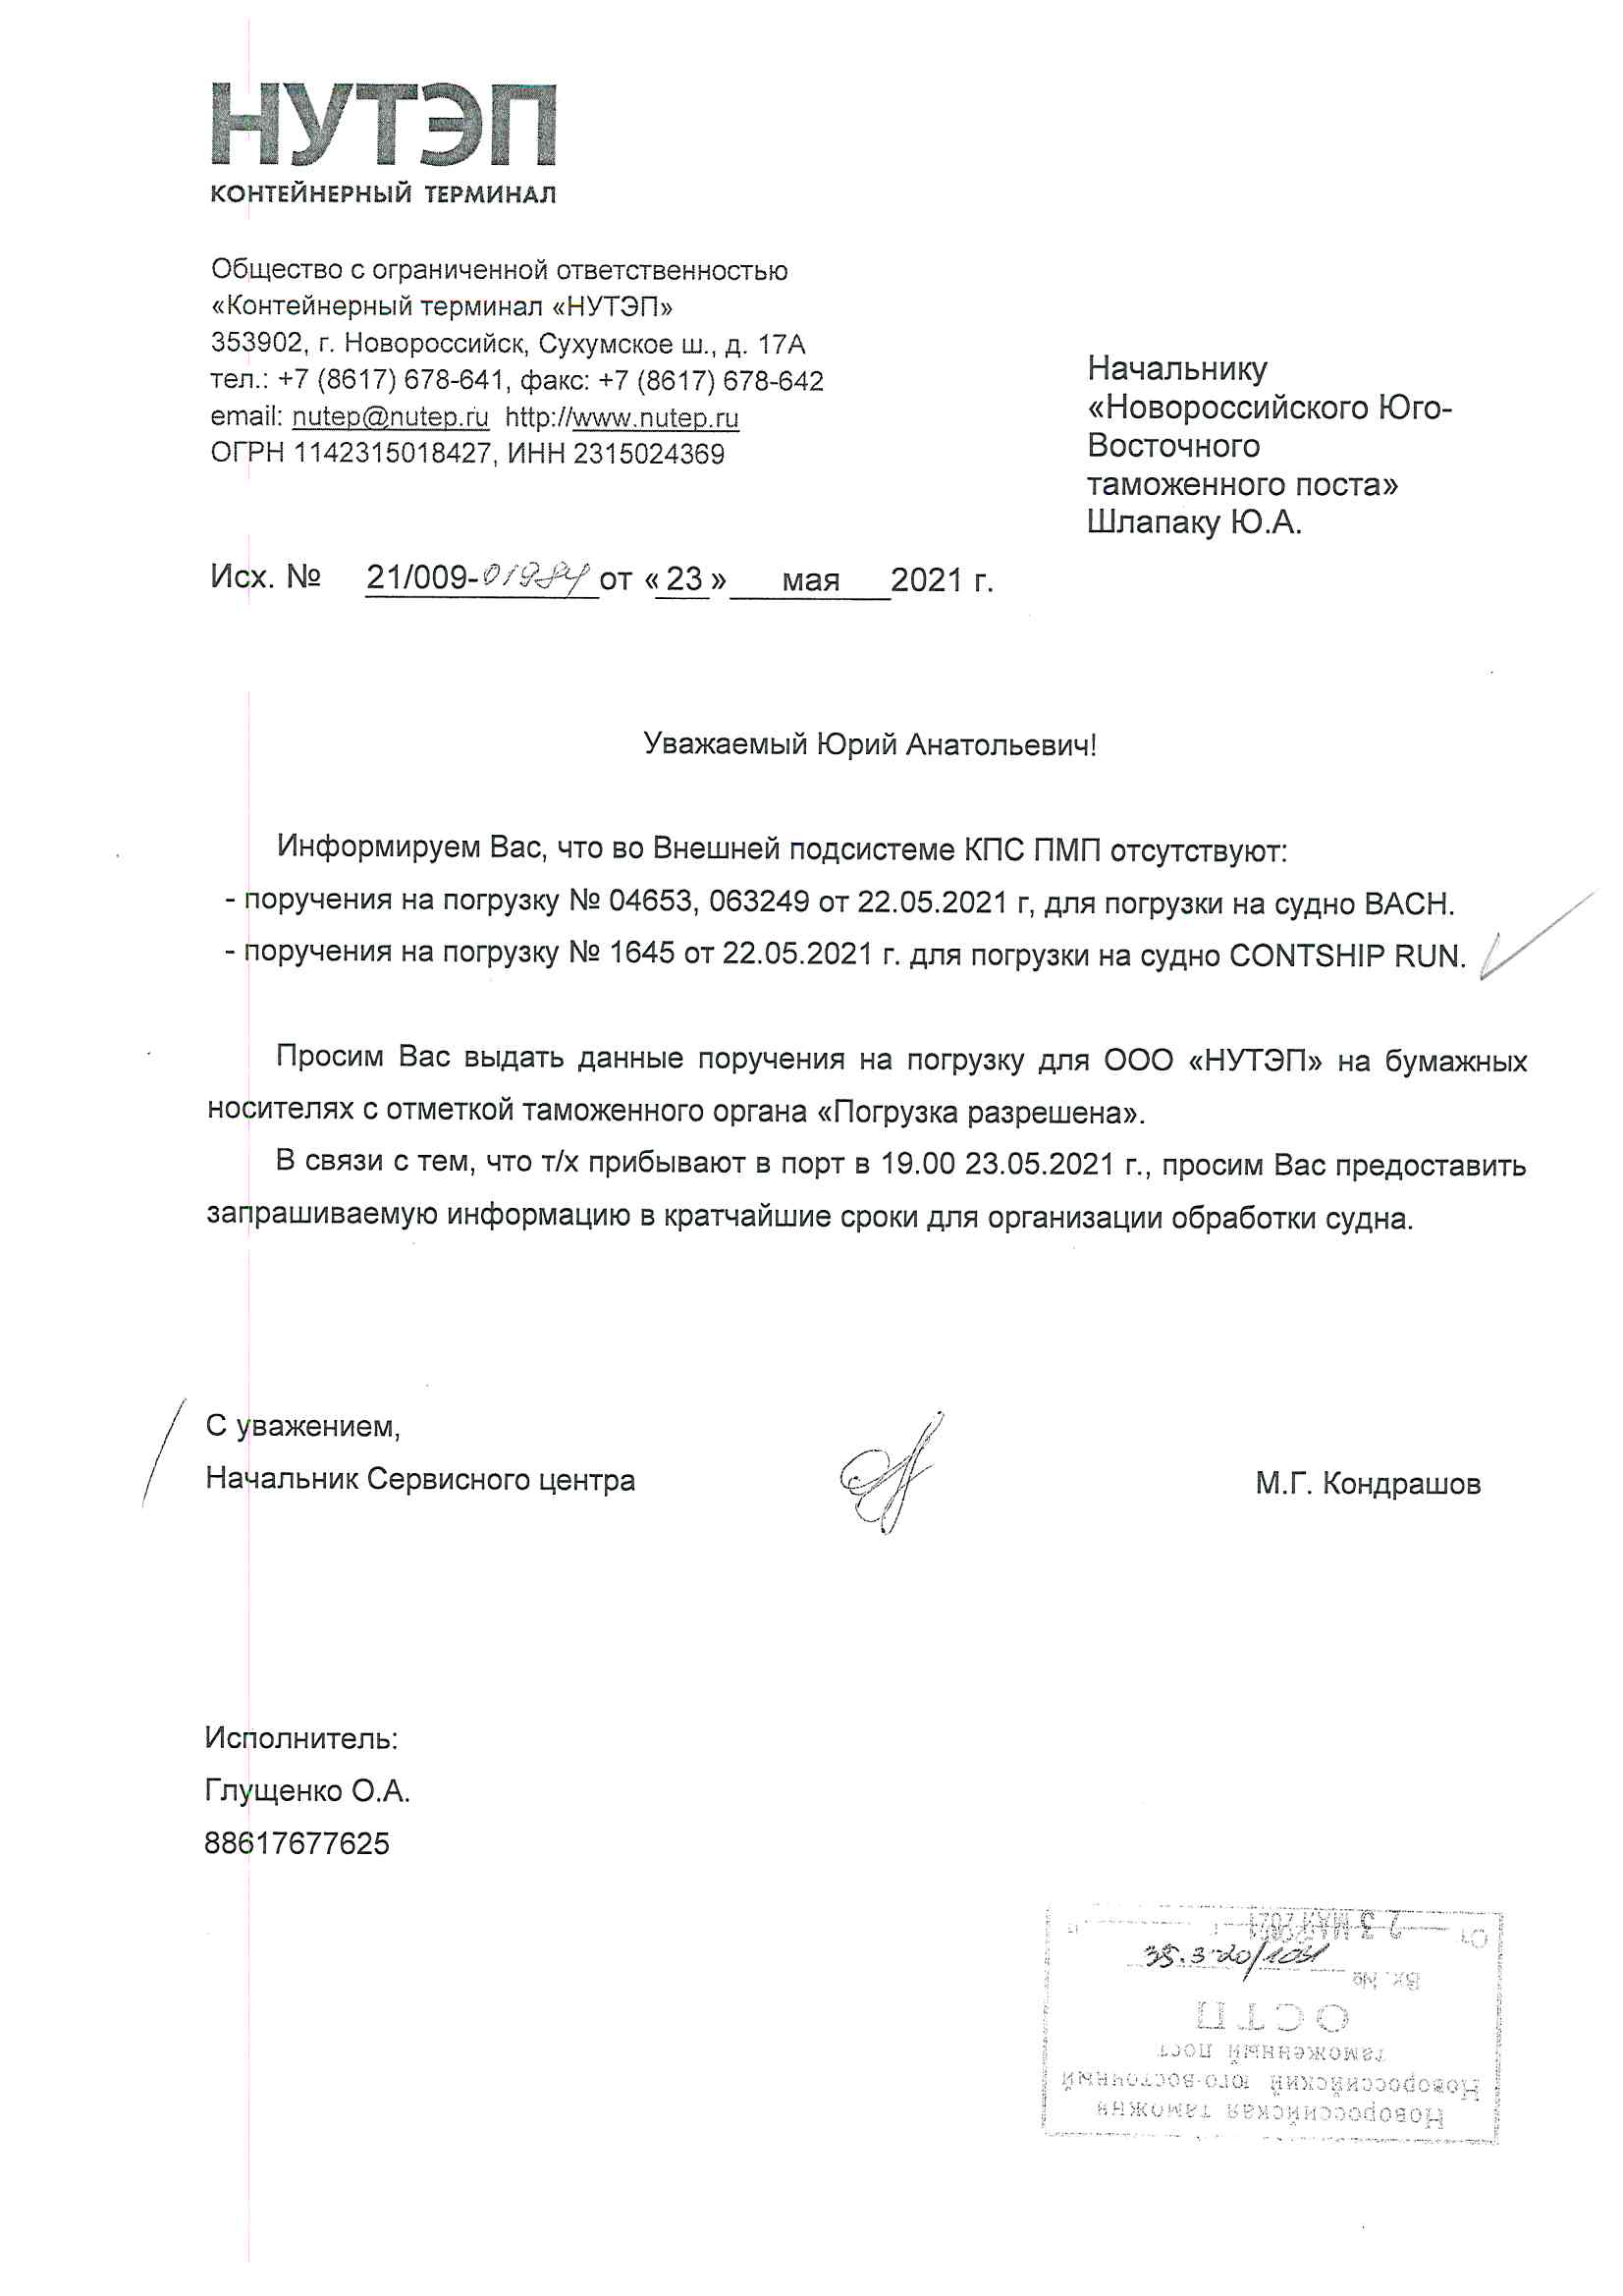 НУТЭП
КОНТЕЙНЕРНЫЙ ТЕРМИНАЛ
Общество с ограниченной ответственностью
«Контейнерный терминал «НУТЭП»
353902, г. Новороссийск, Сухумское ш., д. 17А
тел.: +7 (8617) 678-641, факс: +7 (8617) 678-642
email: nutep@nutep.ru http://www.nutep.ru
ОГРН 1142315018427, ИНН 2315024369
Начальнику
«Новороссийского Юго-
Восточного
таможенного поста»
Шлапаку Ю.А.
Исх. № 21/009-01984 от «23» мая 2021 г.
Уважаемый Юрий Анатольевич!
Информируем Вас, что во Внешней подсистеме КПС ПМП отсутствуют:
- поручения на погрузку № 04653, 063249 от 22.05.2021 г, для погрузки на судно BACH.
- поручения на погрузку № 1645 от 22.05.2021 г. для погрузки на судно CONTSHIP RUN.
Просим Вас выдать данные поручения на погрузку для ООО «НУТЭП» на бумажных
носителях с отметкой таможенного органа «Погрузка разрешена».
В связи с тем, что т/х прибывают в порт в 19.00 23.05.2021 г., просим Вас предоставить
запрашиваемую информацию в кратчайшие сроки для организации обработки судна.
С уважением,
Начальник Сервисного центра М.Г. Кондрашов
Исполнитель:
Глущенко О.А.
88617677625
Новороссийская таможня
Новороссийский юго-восточный
таможенный пост
ОСТП
Вх. №
От 23 МАЯ 2021